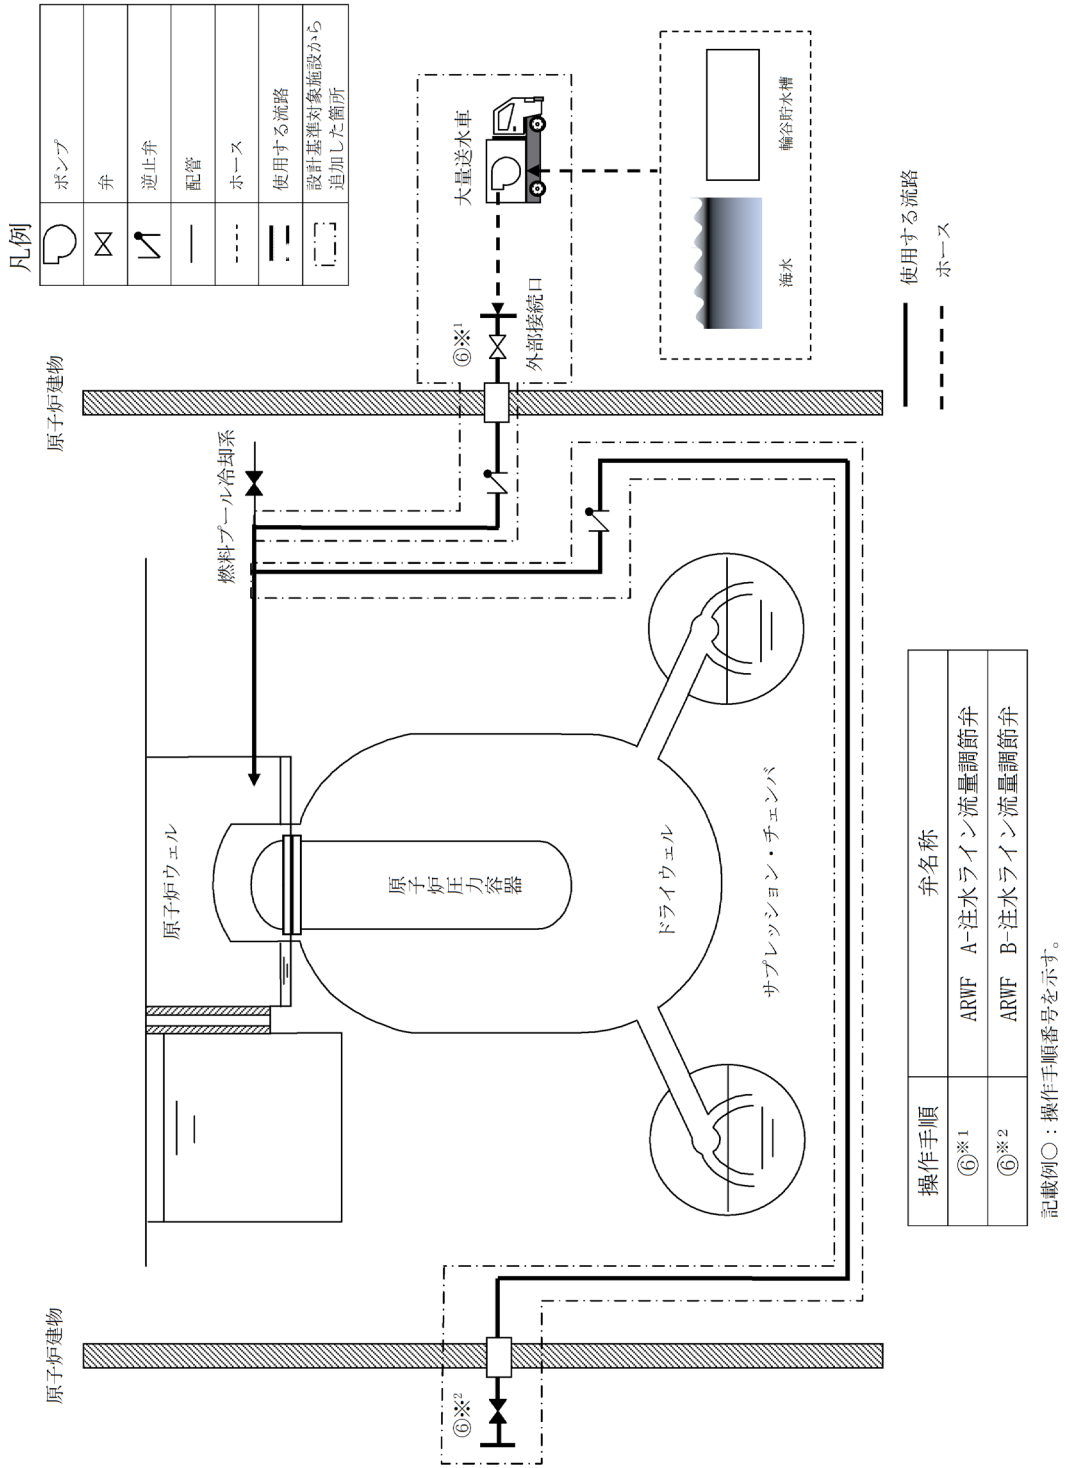 凡例
ポンプ
弁
逆止弁
配管
ホース
使用する流路
設計基準対象施設から
追加した箇所
原子炉建物
原子炉建物
燃料プール冷却系
⑥※1
外部接続口
大量送水車
海水
輪谷貯水槽
使用する流路
ホース
原子炉ウェル
原子炉圧力容器
ドライウェル
サプレッション・チェンバ
⑥※2
操作手順 弁名称
⑥※1 ARWF A-注水ライン流量調節弁
⑥※2 ARWF B-注水ライン流量調節弁
記載例○：操作手順番号を示す。